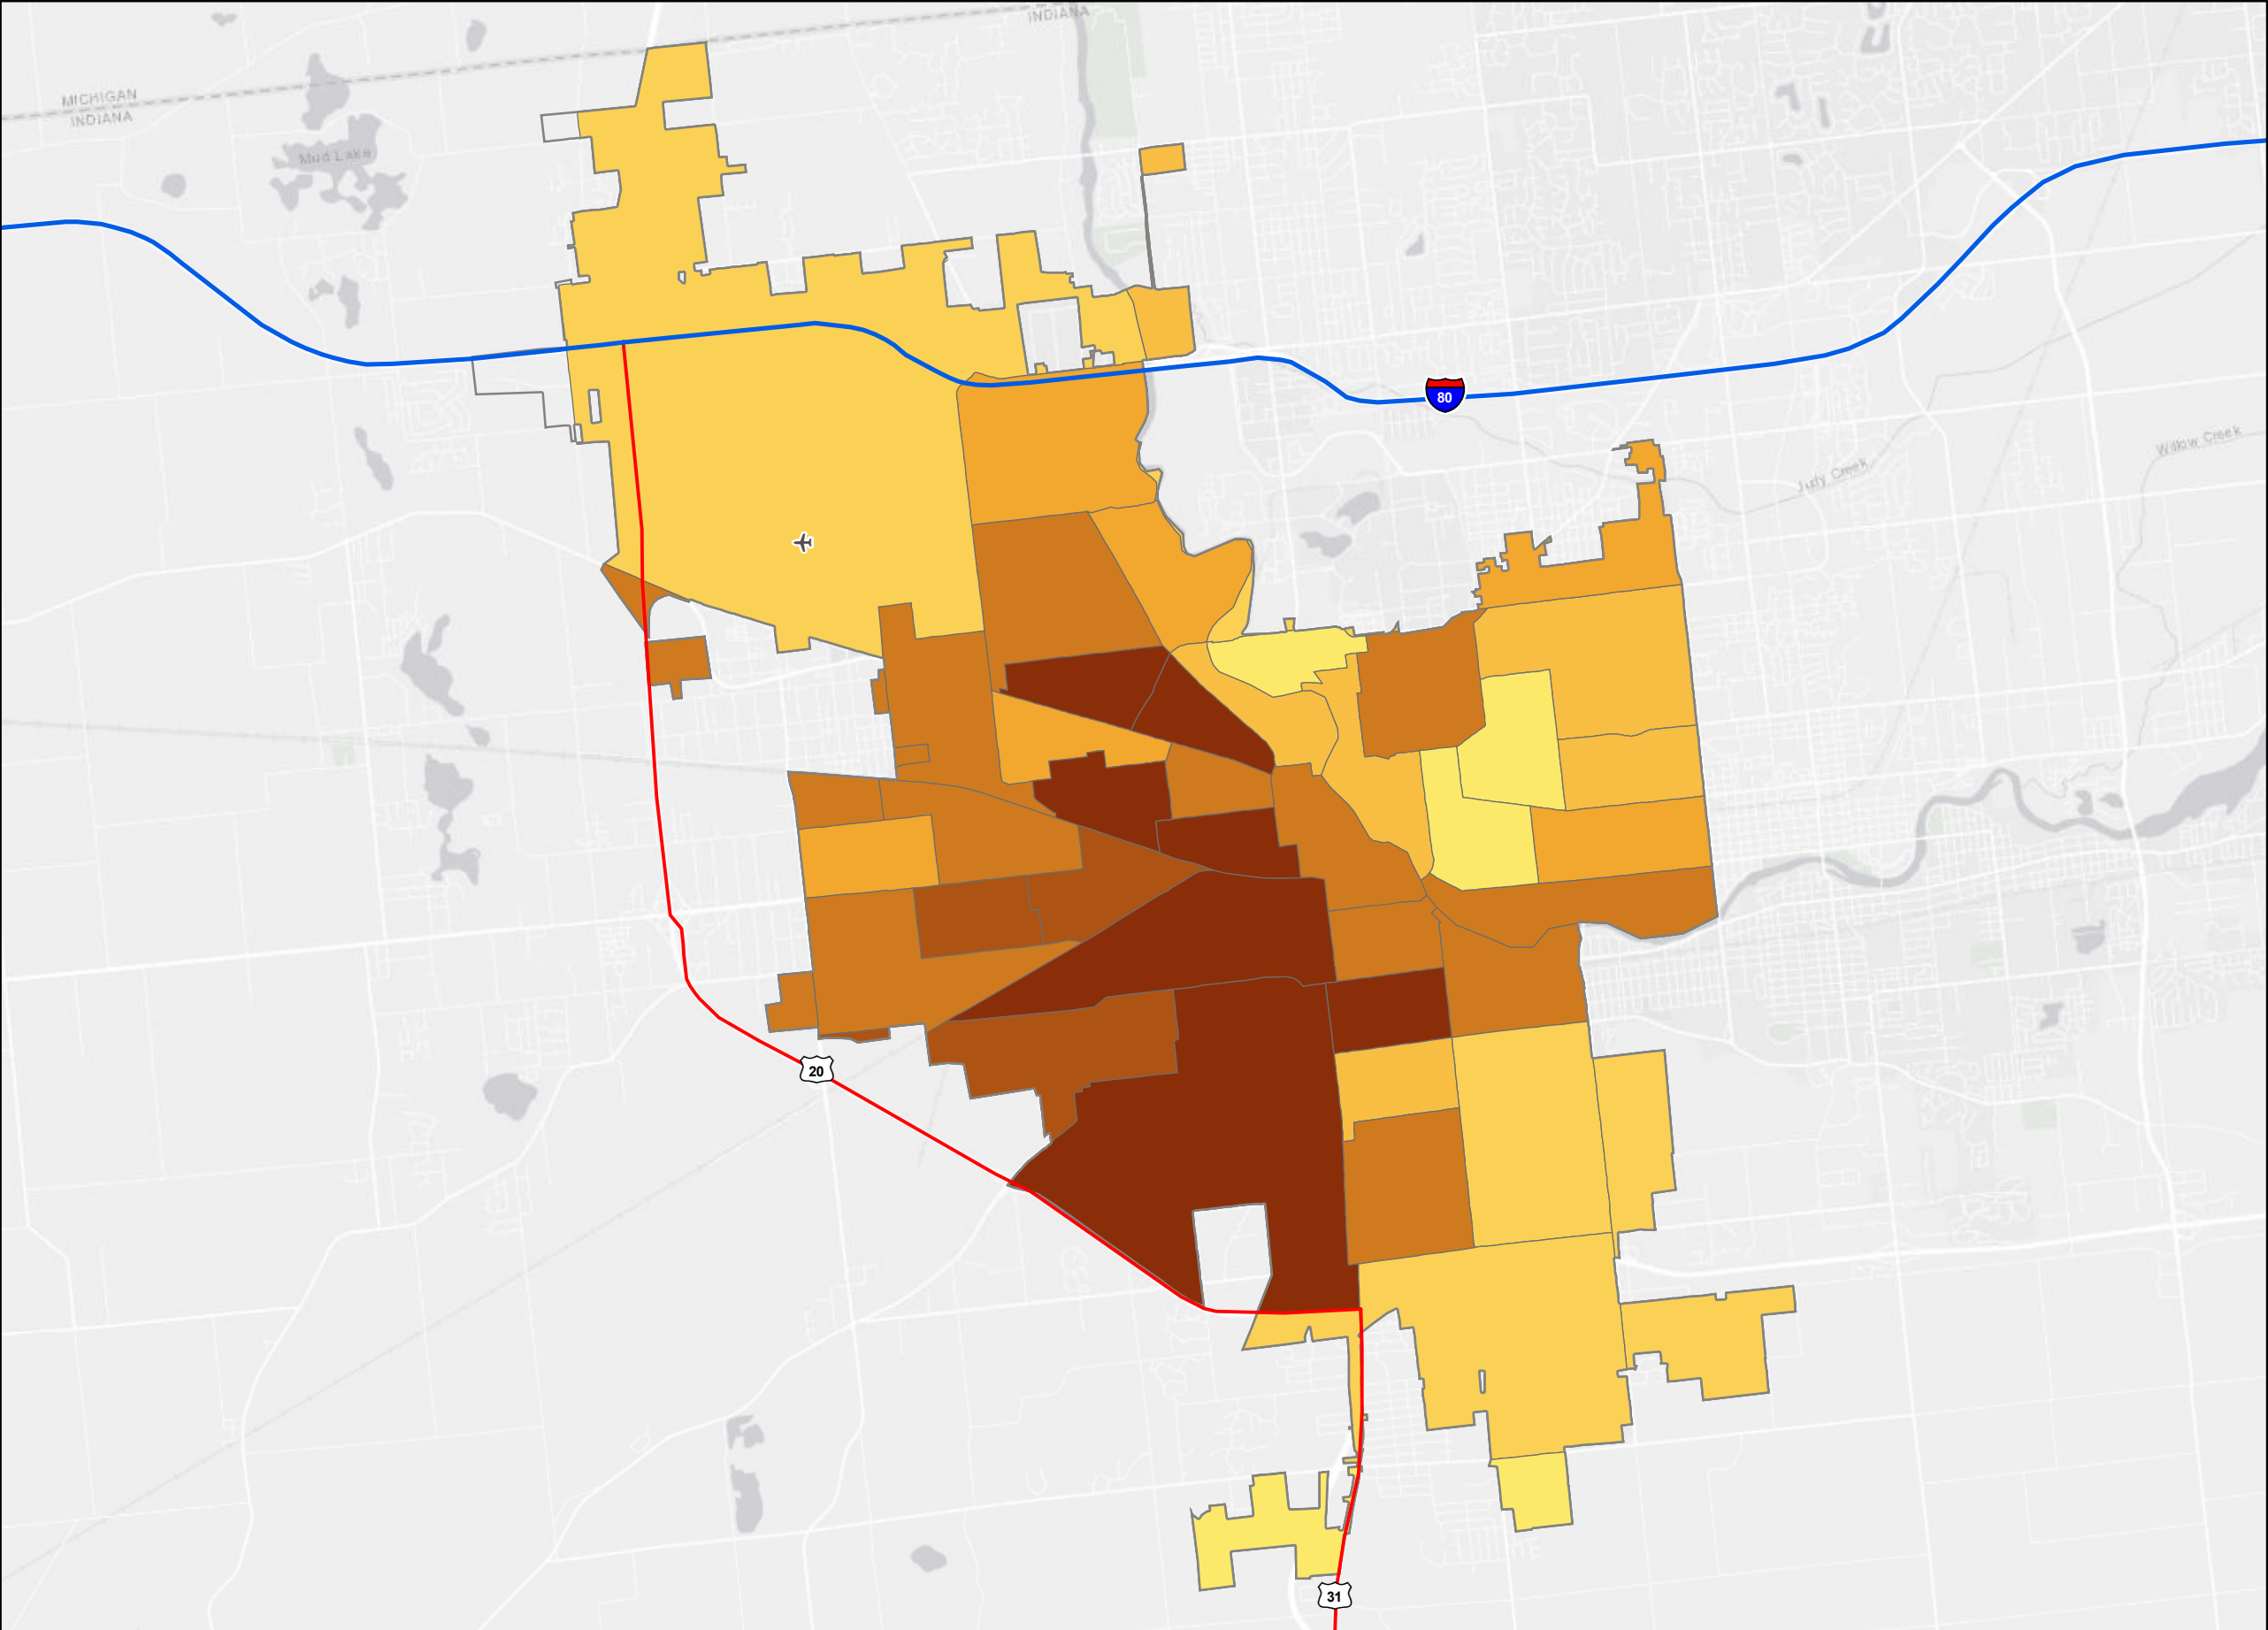 INDIANA
MICHIGAN
INDIANA
Mud Lake
80
Willow Creek
Judy Creek
20
31